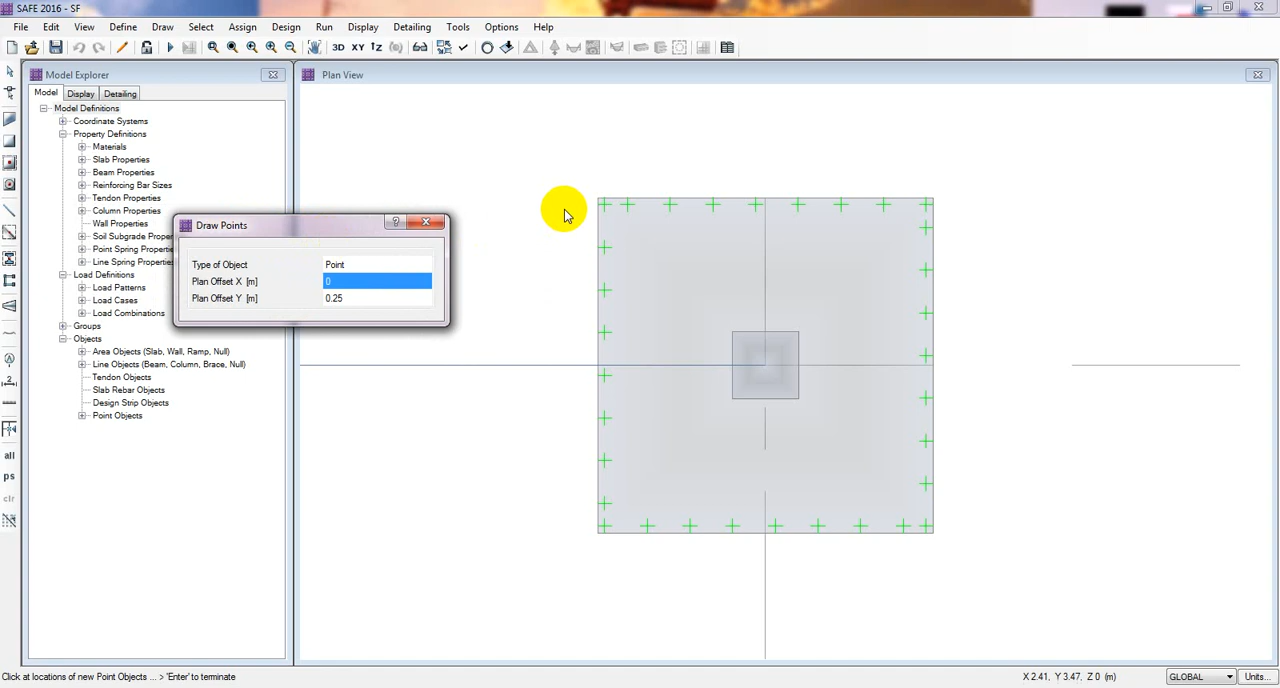 SAFE 2016 - SF
File Edit View Define Draw Select Assign Design Run Display Detailing Tools Options Help
3D XY
Model Explorer
Plan View
Model Display Detailing
Model Definitions
Coordinate Systems
Property Definitions
Materials
Slab Properties
Beam Properties
Reinforcing Bar Sizes
Tendon Properties
Column Properties
Wall Properties
Soil Subgrade Proper
Point Spring Propertie
Line Spring Properties
Load Definitions
Load Patterns
Load Cases
Load Combinations
Groups
Objects
Area Objects (Slab, Wall, Ramp, Null)
Line Objects (Beam, Column, Brace, Null)
Tendon Objects
Slab Rebar Objects
Design Strip Objects
Point Objects
Draw Points
Type of Object Point
Plan Offset X [m] 0
Plan Offset Y [m] 0.25
all
ps
clr
Click at locations of new Point Objects ... > 'Enter' to terminate
X 2.41, Y 3.47, Z 0 (m)
GLOBAL
Units...